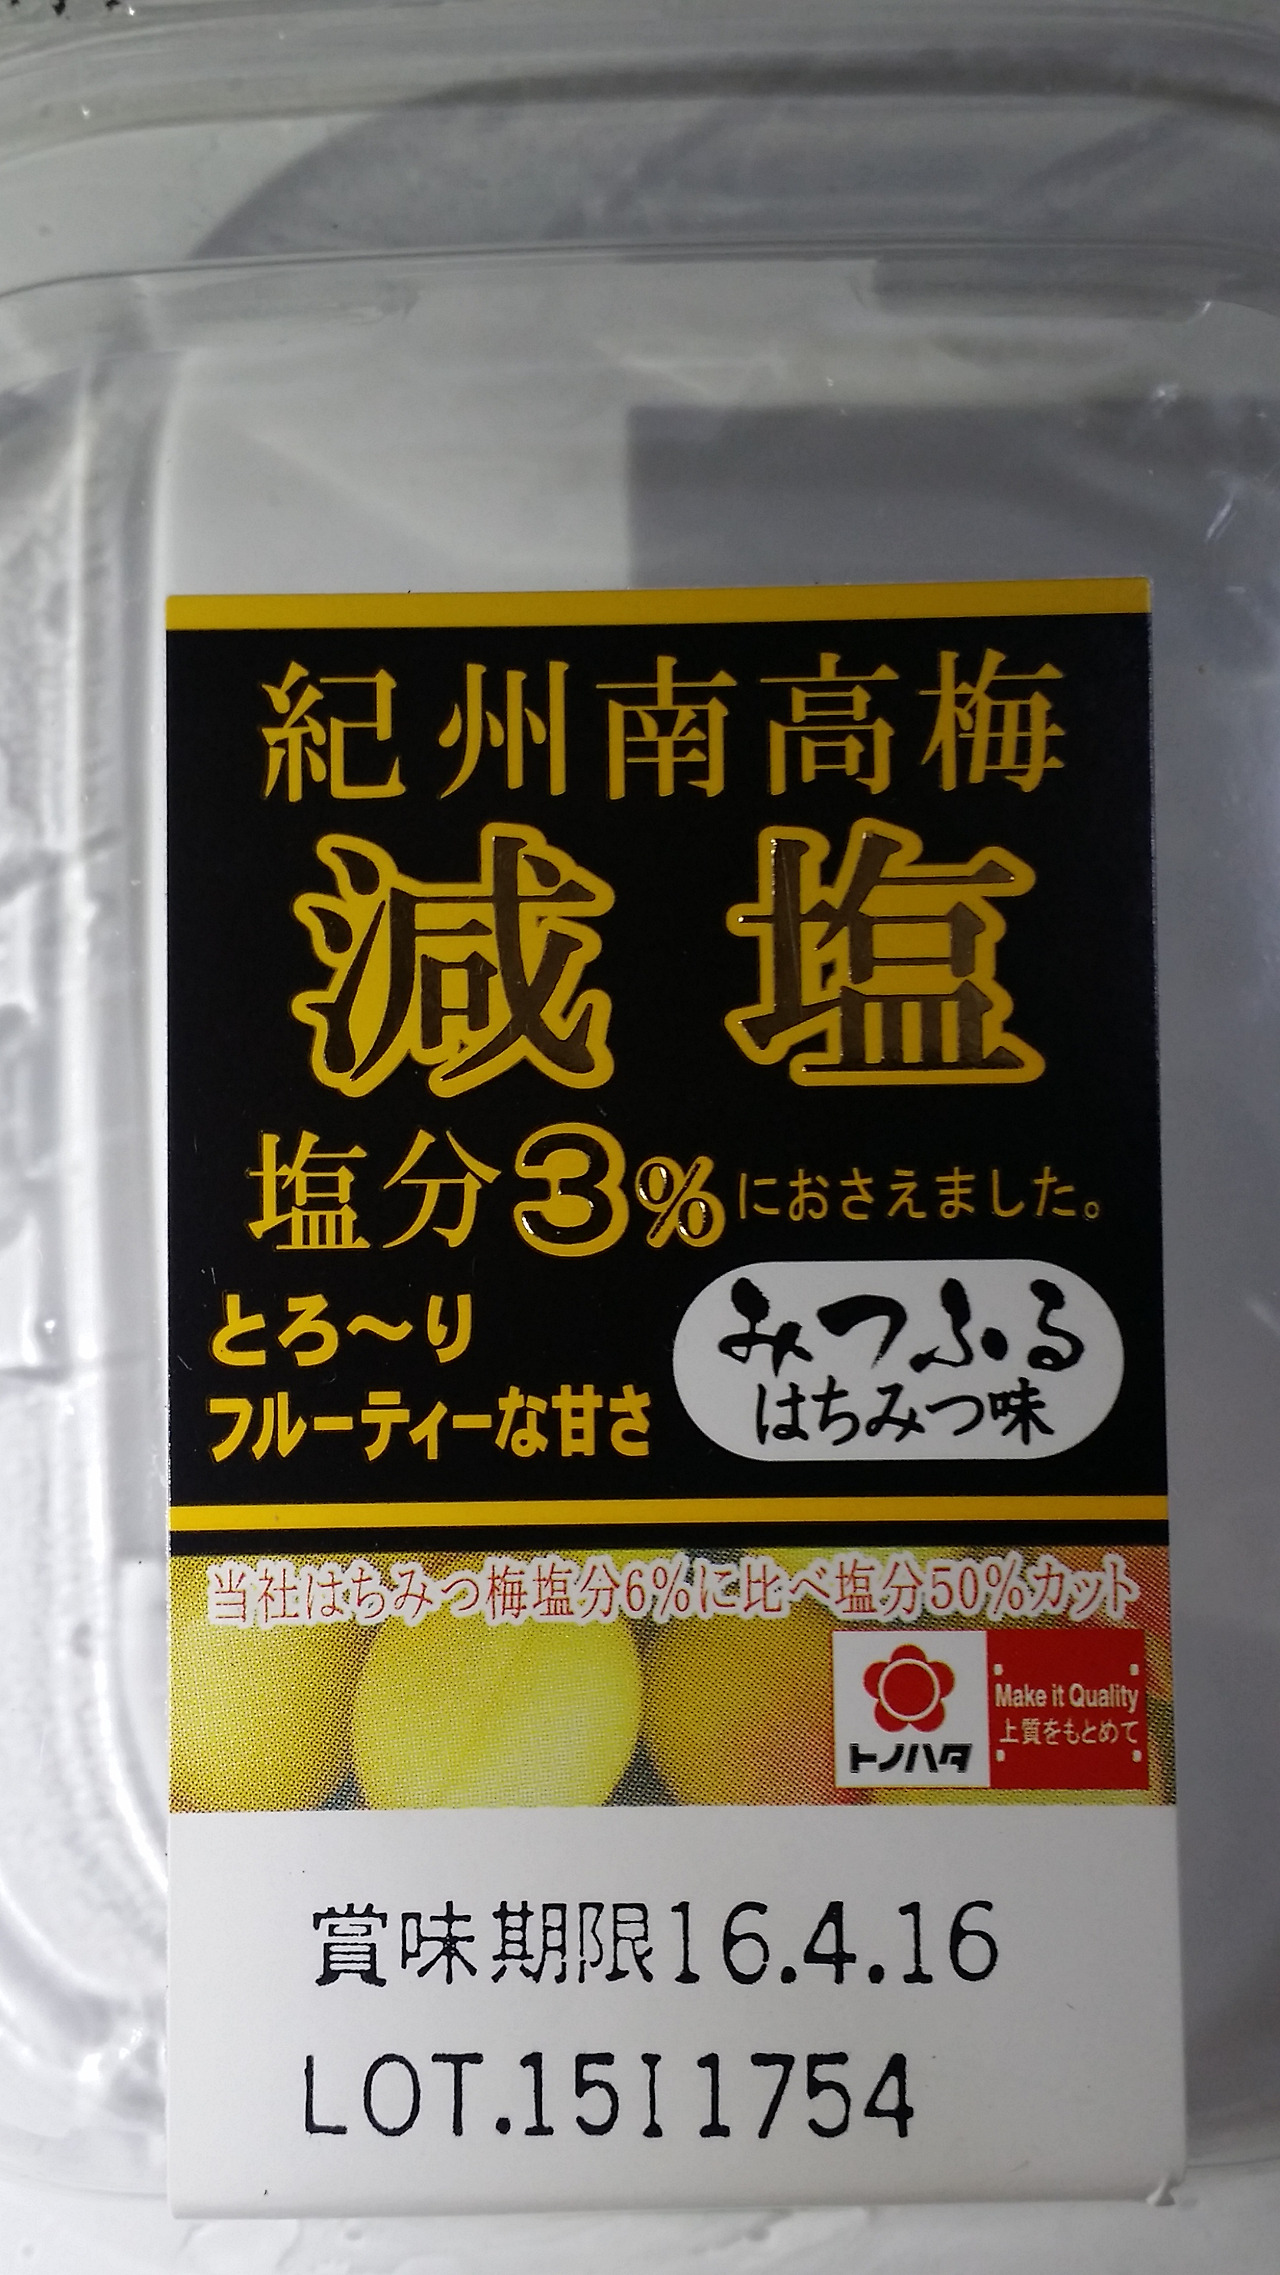 紀州南高梅
減塩
塩分3%におさえました。
とろ～り
フルーティーな甘さ
みつふる
はちみつ味
当社はちみつ梅塩分6%に比べ塩分50%カット
トノハタ
Make it Quality
上質をもとめて
賞味期限16.4.16
LOT.15I1754